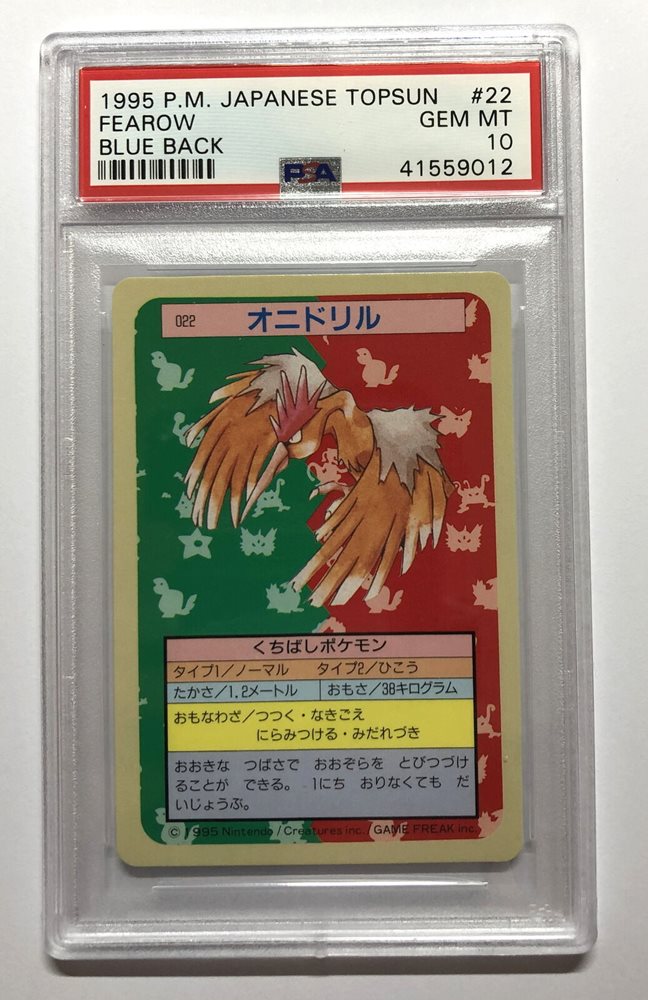 1995 P.M. JAPANESE TOPSUN #22
FEAROW GEM MT
BLUE BACK 10
PSA 41559012
022 オニドリル
くちばしポケモン
タイプ1/ノーマル タイプ2/ひこう
たかさ/1.2メートル おもさ/38キログラム
おもなわざ/つつく・なきごえ
にらみつける・みだれづき
おおきな つばさで おおぞらを とびつづけ
ることが できる。 1にち おりなくても だ
いじょうぶ。
© 1995 Nintendo/Creatures inc./GAME FREAK inc.